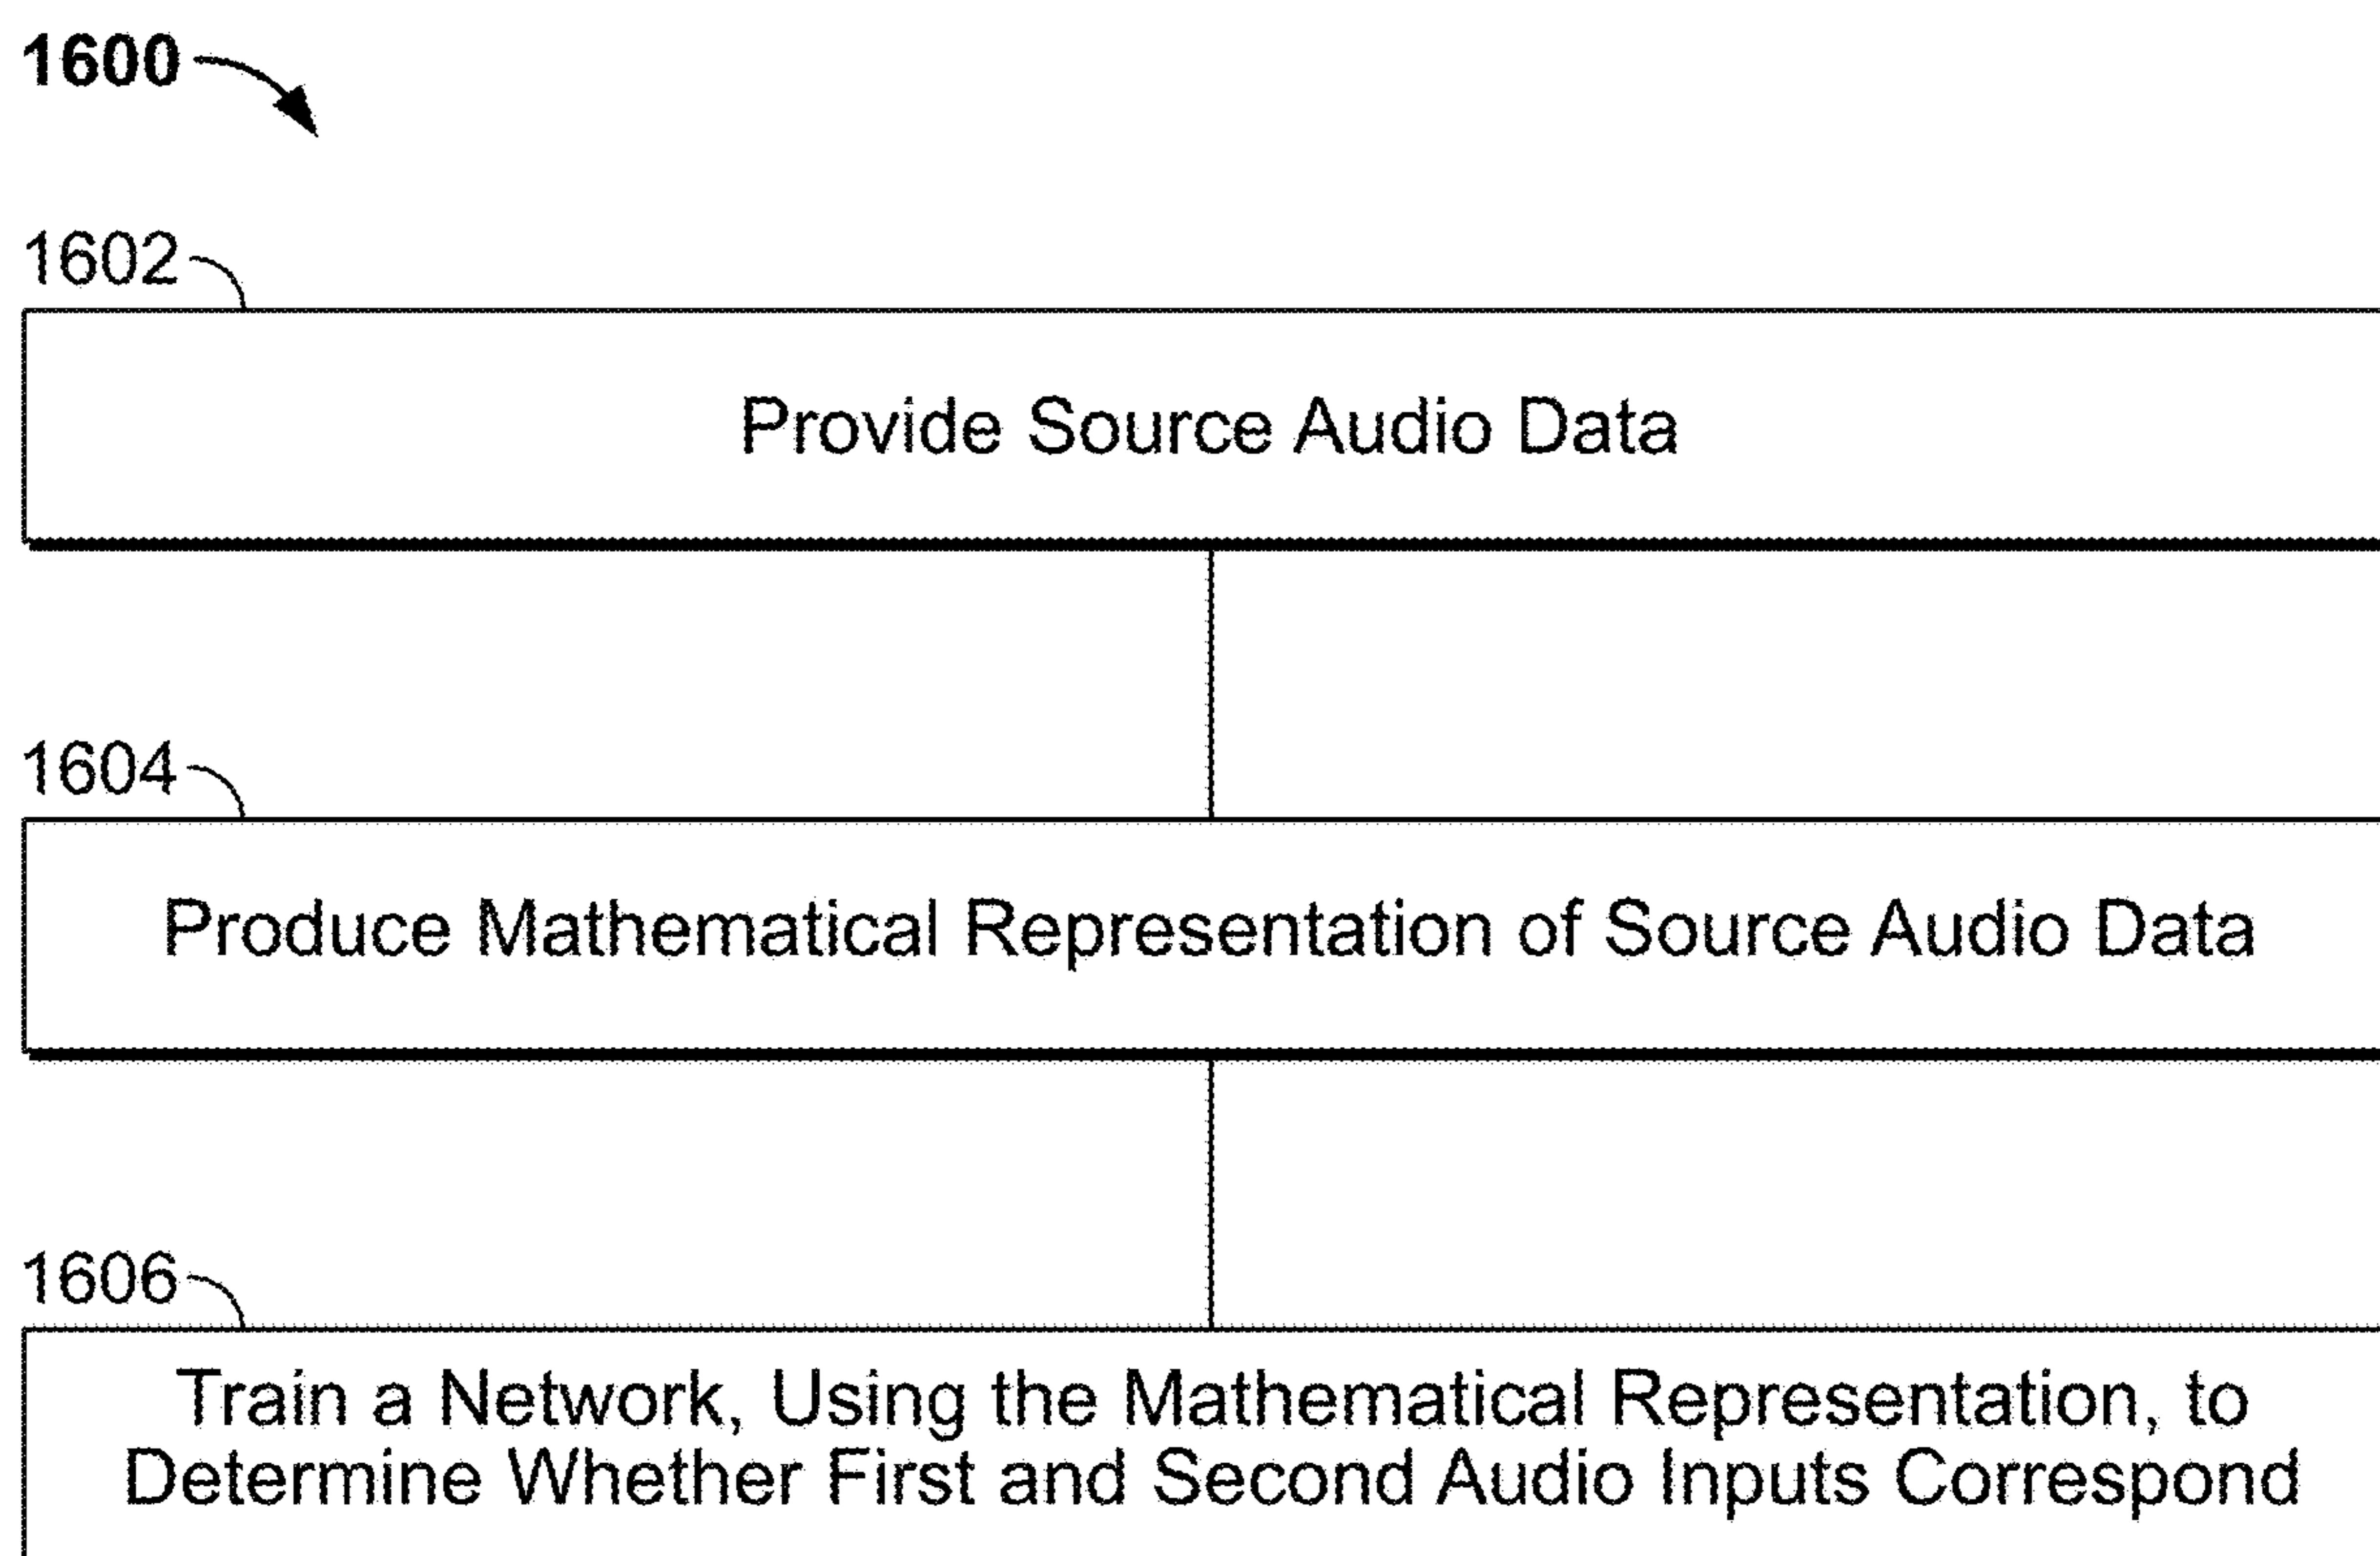 1600
1602
Provide Source Audio Data
1604
Produce Mathematical Representation of Source Audio Data
1606
Train a Network, Using the Mathematical Representation, to
Determine Whether First and Second Audio Inputs Correspond